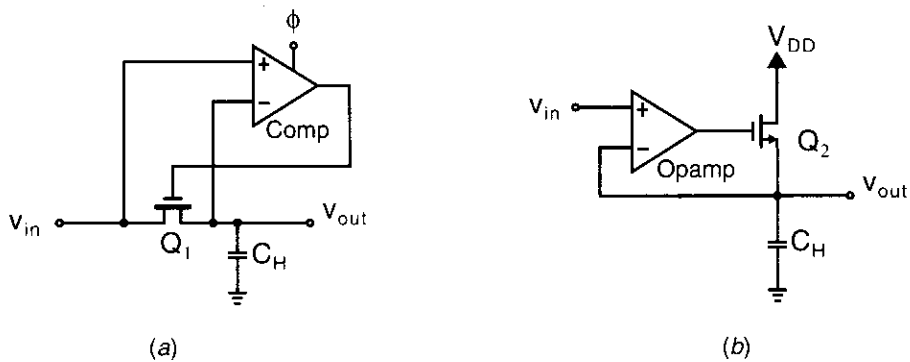 ϕ
+
−
Comp
v_in
Q_1
v_out
C_H
(a)
V_DD
v_in
+
−
Opamp
Q_2
v_out
C_H
(b)